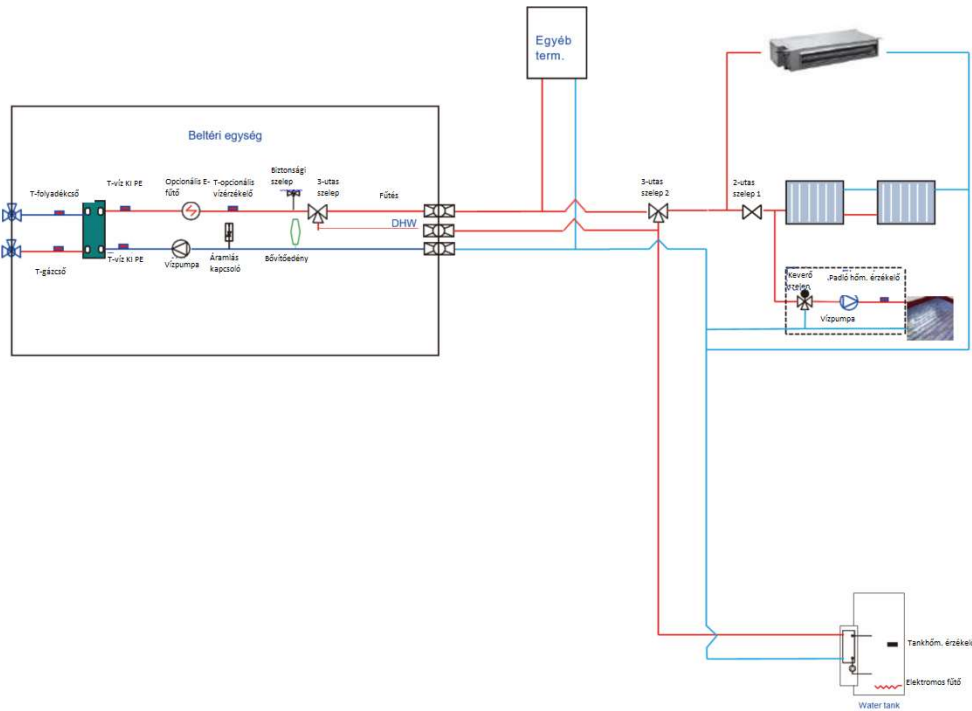 Egyéb
term.
Beltéri egység
T-folyadékcső
T-víz KI PE
Opcionális E-
fűtő
T-opcionális
vízérzékelő
Biztonsági
szelep
3-utas
szelep
Fűtés
3-utas
szelep 2
2-utas
szelep 1
DHW
T-gázcső
T-víz KI PE
Vízpumpa
Áramlás
kapcsoló
Bővítőedény
Keverő
szelep
Padló hőm. érzékelő
Vízpumpa
Tankhőm. érzékelő
Elektromos fűtő
Water tank